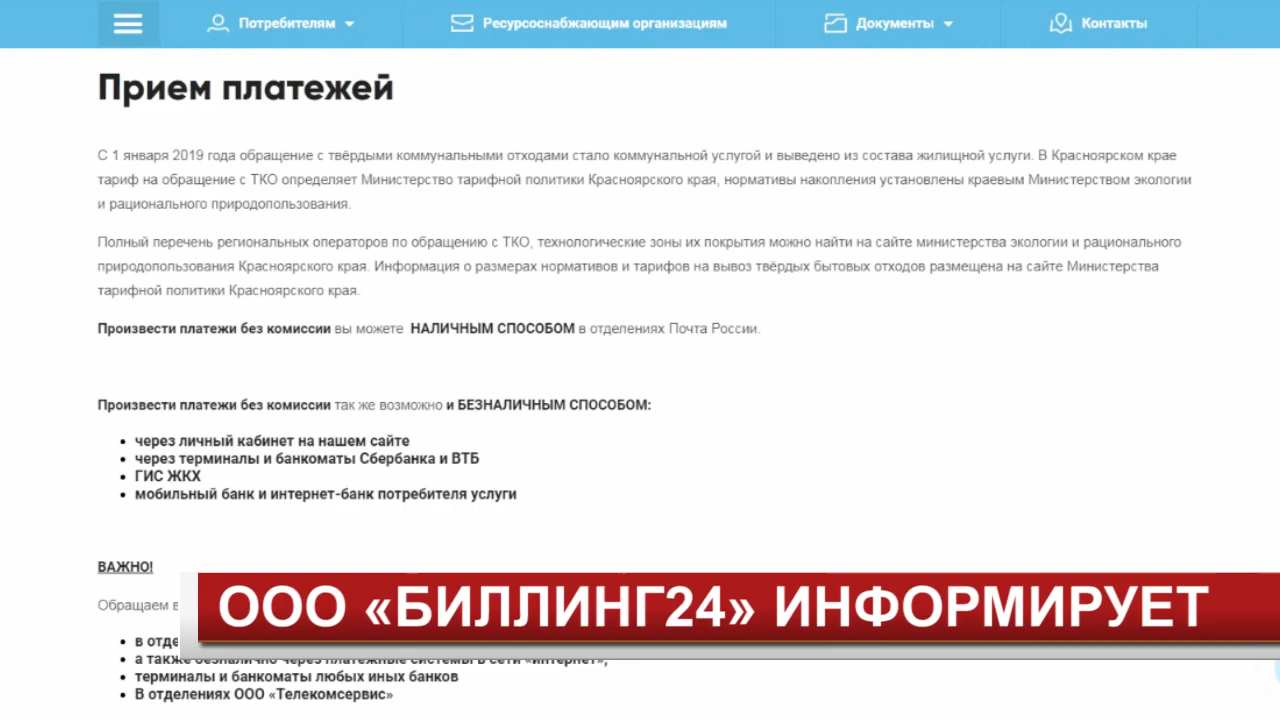 Потребителям
Ресурсоснабжающим организациям
Документы
Контакты
Прием платежей
С 1 января 2019 года обращение с твёрдыми коммунальными отходами стало коммунальной услугой и выведено из состава жилищной услуги. В Красноярском крае
тариф на обращение с ТКО определяет Министерство тарифной политики Красноярского края, нормативы накопления установлены краевым Министерством экологии
и рационального природопользования.
Полный перечень региональных операторов по обращению с ТКО, технологические зоны их покрытия можно найти на сайте министерства экологии и рационального
природопользования Красноярского края. Информация о размерах нормативов и тарифов на вывоз твёрдых бытовых отходов размещена на сайте Министерства
тарифной политики Красноярского края.
Произвести платежи без комиссии вы можете НАЛИЧНЫМ СПОСОБОМ в отделениях Почта России.
Произвести платежи без комиссии так же возможно и БЕЗНАЛИЧНЫМ СПОСОБОМ:
• через личный кабинет на нашем сайте
• через терминалы и банкоматы Сбербанка и ВТБ
• ГИС ЖКХ
• мобильный банк и интернет-банк потребителя услуги
ВАЖНО!
Обращаем в
ООО «БИЛЛИНГ24» ИНФОРМИРУЕТ
• в отде
• а также безналично через платежные системы в сети «интернет»;
• терминалы и банкоматы любых иных банков
• В отделениях ООО «Телекомсервис»